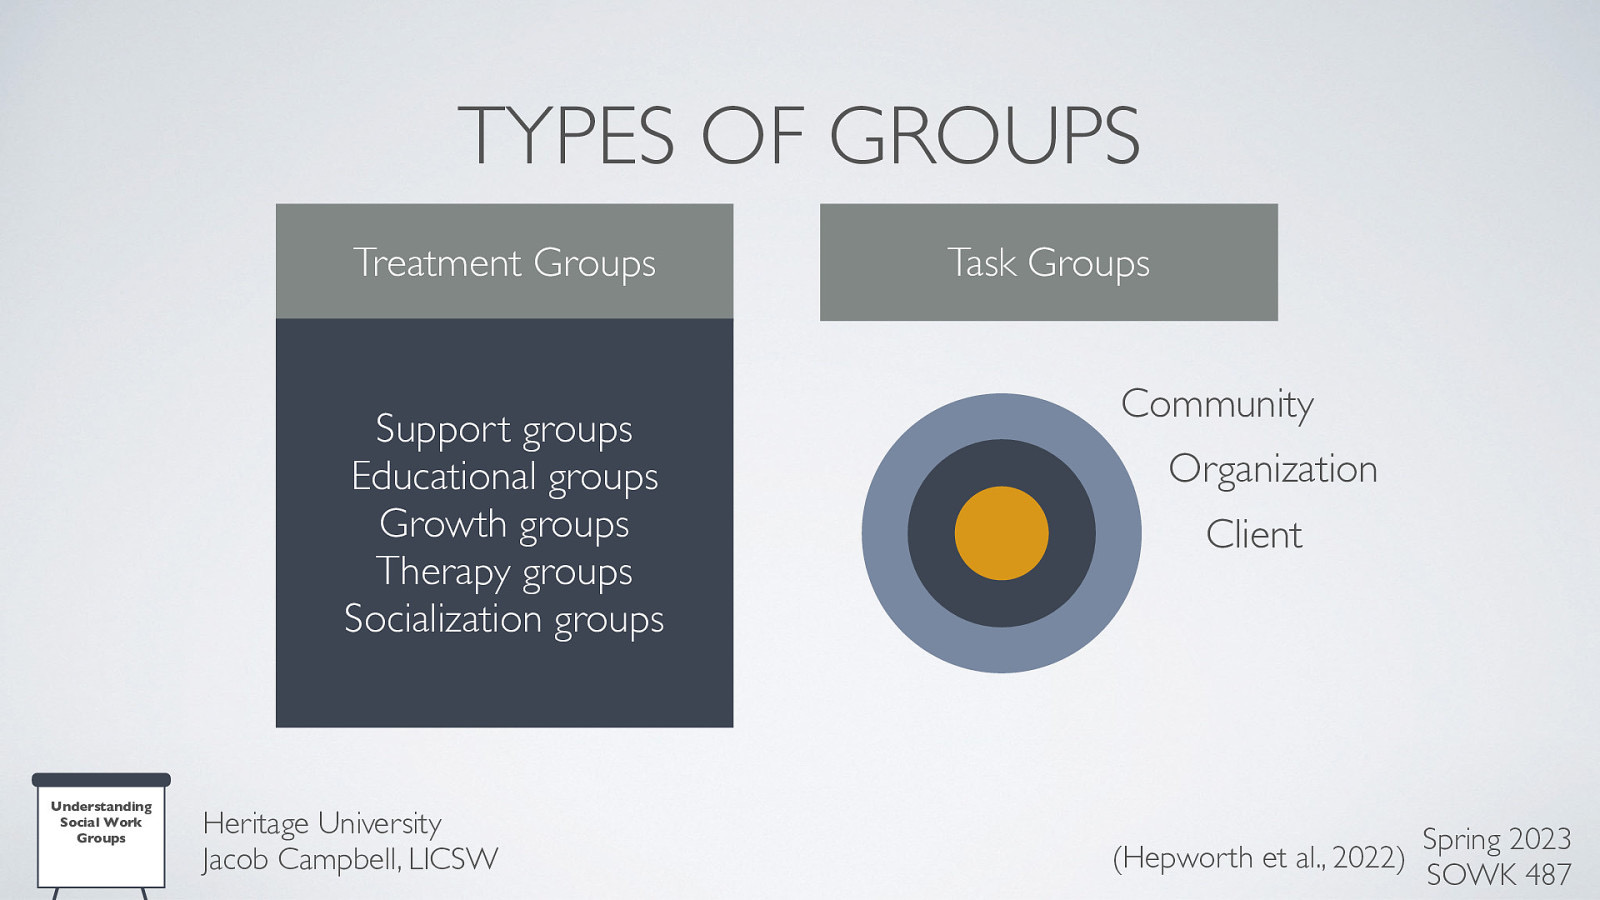 TYPES OF GROUPS
Treatment Groups
Support groups
Educational groups
Growth groups
Therapy groups
Socialization groups
Task Groups
Community
Organization
Client
Understanding
Social Work
Groups
Heritage University
Jacob Campbell, LICSW
(Hepworth et al., 2022)
Spring 2023
SOWK 487